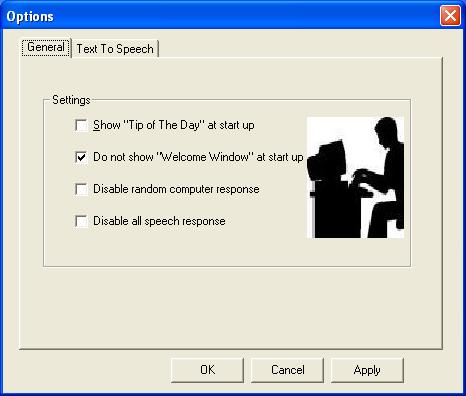 Options
General
Text To Speech
Settings
Show "Tip of The Day" at start up
Do not show "Welcome Window" at start up
Disable random computer response
Disable all speech response
OK
Cancel
Apply